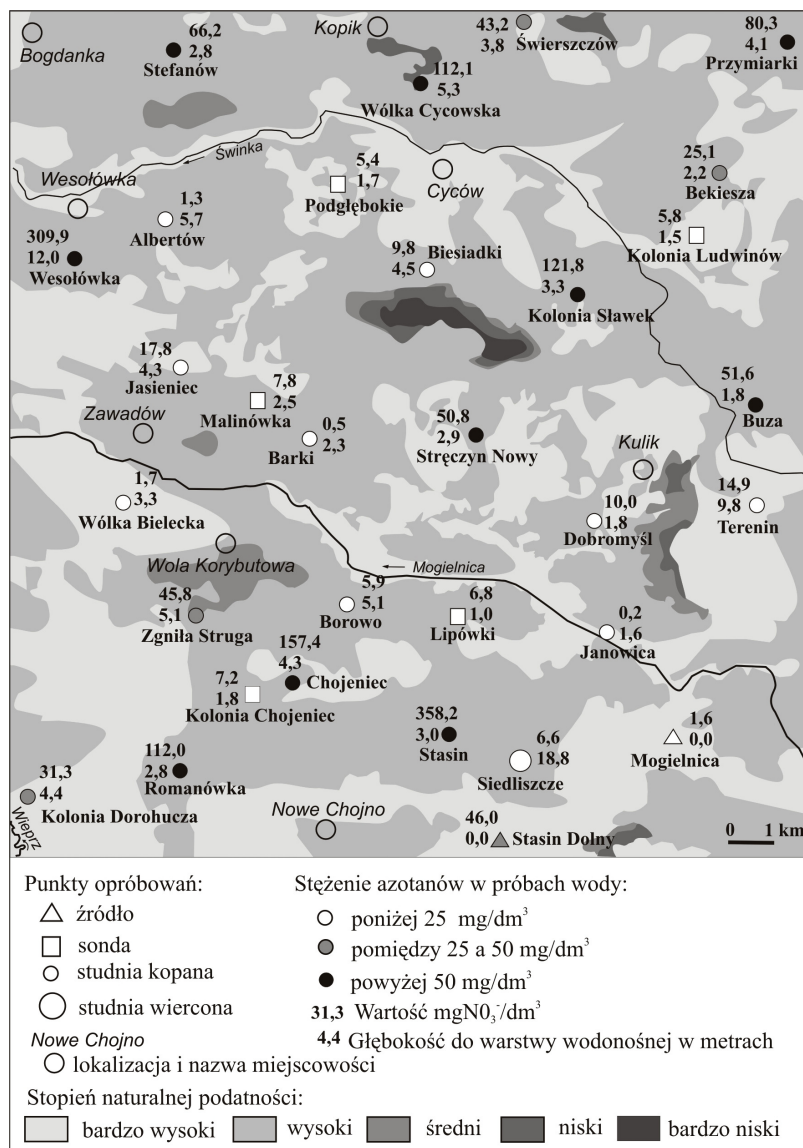 Bogdanka
66,2
2,8
Stefanów
Kopik
43,2
3,8
Świerszczów
80,3
4,1
Przymiarki
112,1
5,3
Wólka Cycowska
Świnka
Wesołówka
1,3
5,7
Albertów
5,4
1,7
Podgłębokie
Cyców
25,1
2,2
Bekiesza
5,8
1,5
Kolonia Ludwinów
309,9
12,0
Wesołówka
9,8
4,5
Biesiadki
121,8
3,3
Kolonia Sławek
17,8
4,3
Jasieniec
7,8
2,5
Malinówka
Zawadów
0,5
2,3
Barki
50,8
2,9
Stręczyn Nowy
51,6
1,8
Buza
Kulik
1,7
3,3
Wólka Bielecka
10,0
1,8
Dobromyśl
14,9
9,8
Terenin
Wola Korybutowa
Mogielnica
45,8
5,1
Zgniła Struga
5,9
5,1
Borowo
6,8
1,0
Lipówki
0,2
1,6
Janowica
157,4
4,3
Chojeniec
7,2
1,8
Kolonia Chojeniec
358,2
3,0
Stasin
6,6
18,8
Siedliszcze
1,6
0,0
Mogielnica
112,0
2,8
Romanówka
31,3
4,4
Kolonia Dorohucza
Wieprz
Nowe Chojno
46,0
0,0
Stasin Dolny
0 1 km
Punkty opróbowań:
źródło
sonda
studnia kopana
studnia wiercona
Nowe Chojno
lokalizacja i nazwa miejscowości
Stężenie azotanów w próbach wody:
poniżej 25 mg/dm³
pomiędzy 25 a 50 mg/dm³
powyżej 50 mg/dm³
31,3 Wartość mgN0₃⁻/dm³
4,4 Głębokość do warstwy wodonośnej w metrach
Stopień naturalnej podatności:
bardzo wysoki wysoki średni niski bardzo niski